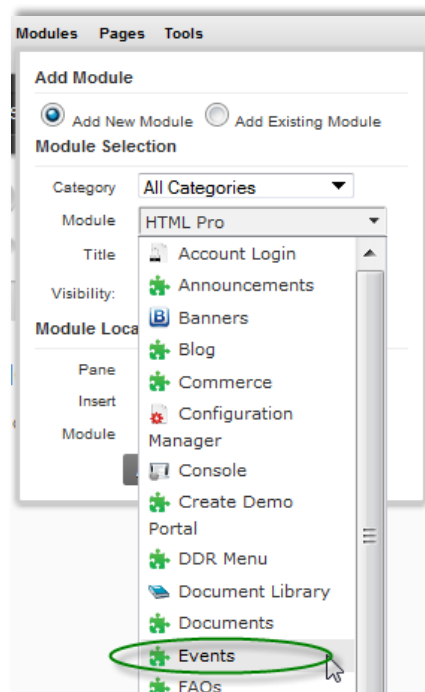 Modules Pages Tools
Add Module
Add New Module Add Existing Module
Module Selection
Category All Categories
Module HTML Pro
Title
Account Login
Visibility:
Announcements
Banners
Module Loca
Blog
Pane
Commerce
Insert
Configuration
Manager
Module
Console
Create Demo
Portal
DDR Menu
Document Library
Documents
Events
FAQs